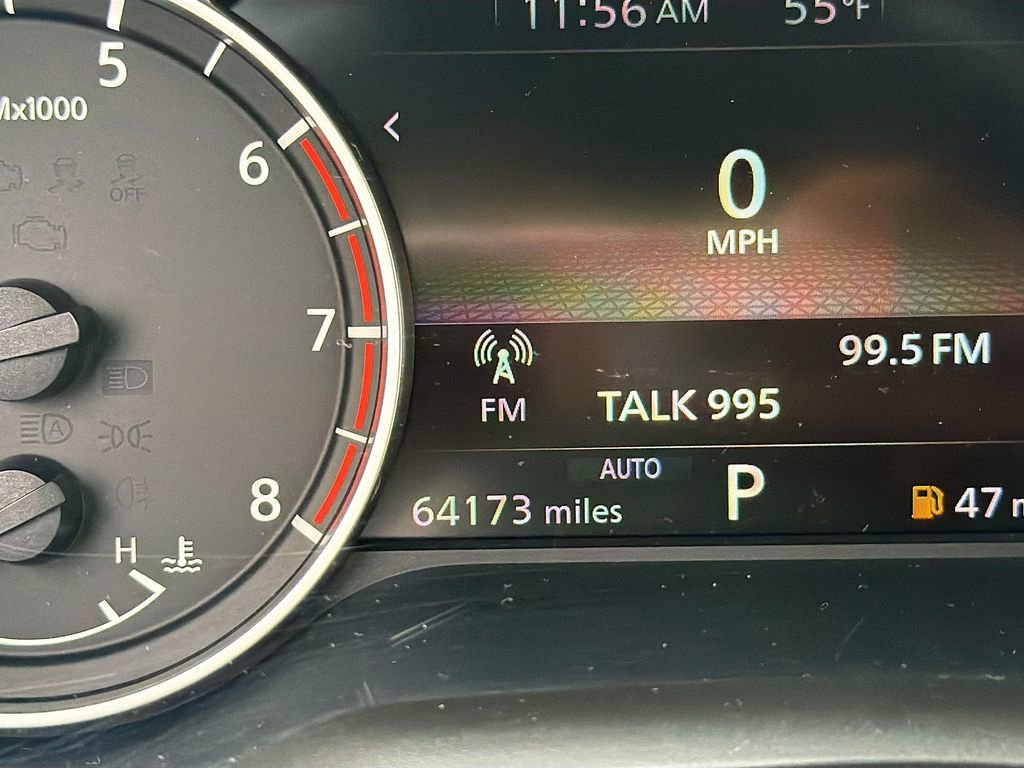 11:56 AM 55°F
5
Mx1000
6
OFF
0
MPH
7
99.5 FM
FM
TALK 995
A
AUTO
8
64173 miles
P
47
H